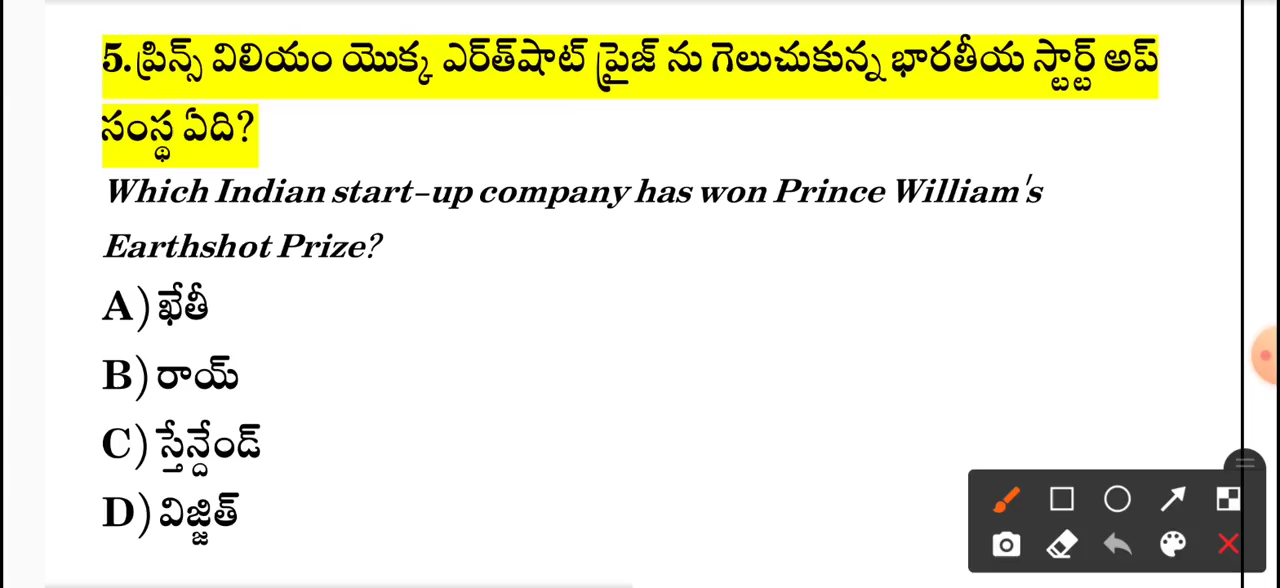 5.ప్రిన్స్ విలియం యొక్క ఎర్త్‌షాట్ ప్రైజ్ ను గెలుచుకున్న భారతీయ స్టార్ట్ అప్
సంస్థ ఏది?
Which Indian start-up company has won Prince William's
Earthshot Prize?
A)ఖేతీ
B)రాయ్
C)స్తేన్దేండ్
D)విజ్జిత్